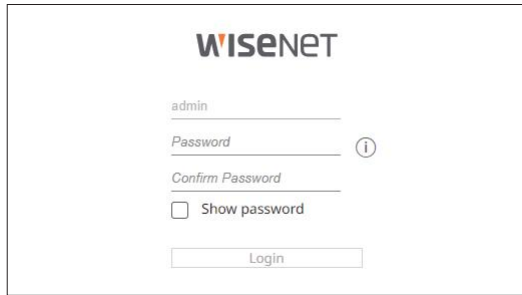 WISENET
admin
Password
i
Confirm Password
Show password
Login